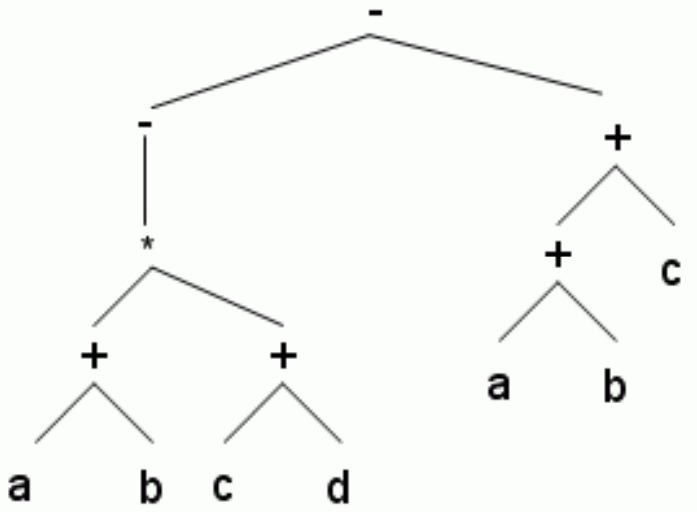 -
- +
* + c
+ + a b
a b c d